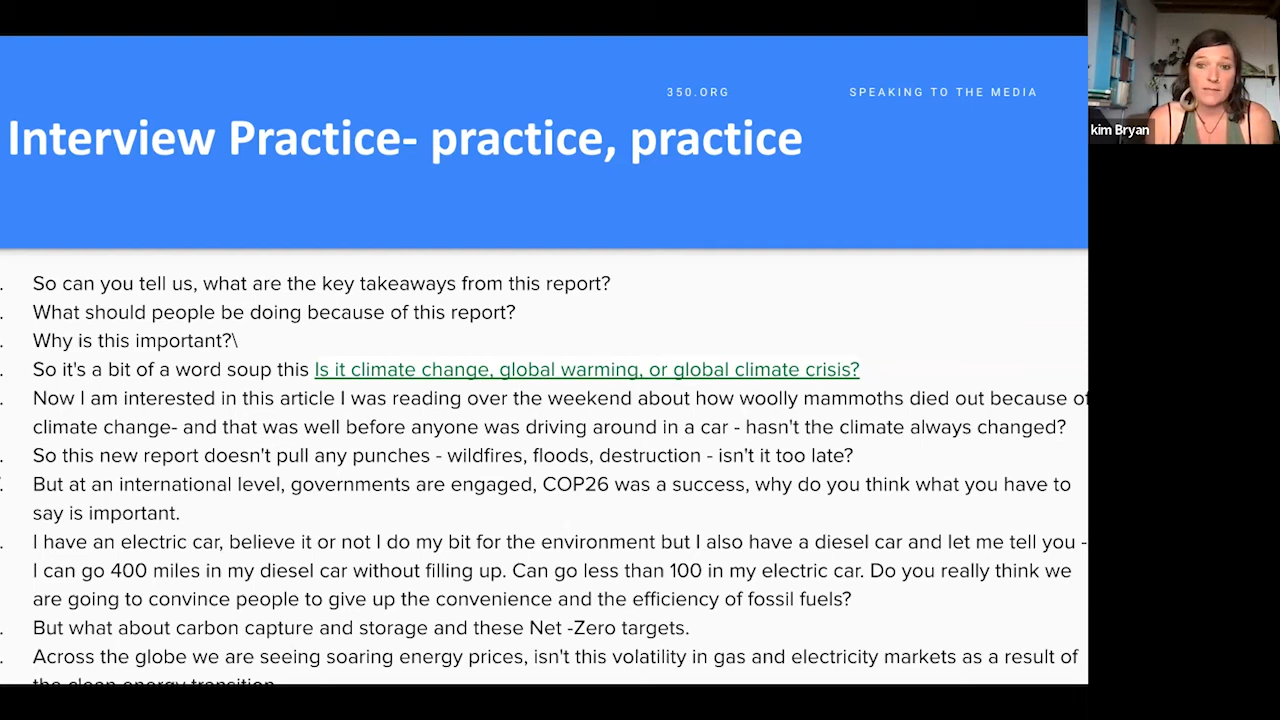 350.ORG
SPEAKING TO THE MEDIA
kim Bryan
Interview Practice- practice, practice
. So can you tell us, what are the key takeaways from this report?
. What should people be doing because of this report?
. Why is this important?\
. So it's a bit of a word soup this Is it climate change, global warming, or global climate crisis?
. Now I am interested in this article I was reading over the weekend about how woolly mammoths died out because of
climate change- and that was well before anyone was driving around in a car - hasn't the climate always changed?
. So this new report doesn't pull any punches - wildfires, floods, destruction - isn't it too late?
. But at an international level, governments are engaged, COP26 was a success, why do you think what you have to
say is important.
. I have an electric car, believe it or not I do my bit for the environment but I also have a diesel car and let me tell you -
I can go 400 miles in my diesel car without filling up. Can go less than 100 in my electric car. Do you really think we
are going to convince people to give up the convenience and the efficiency of fossil fuels?
. But what about carbon capture and storage and these Net -Zero targets.
. Across the globe we are seeing soaring energy prices, isn't this volatility in gas and electricity markets as a result of
the clean energy transition